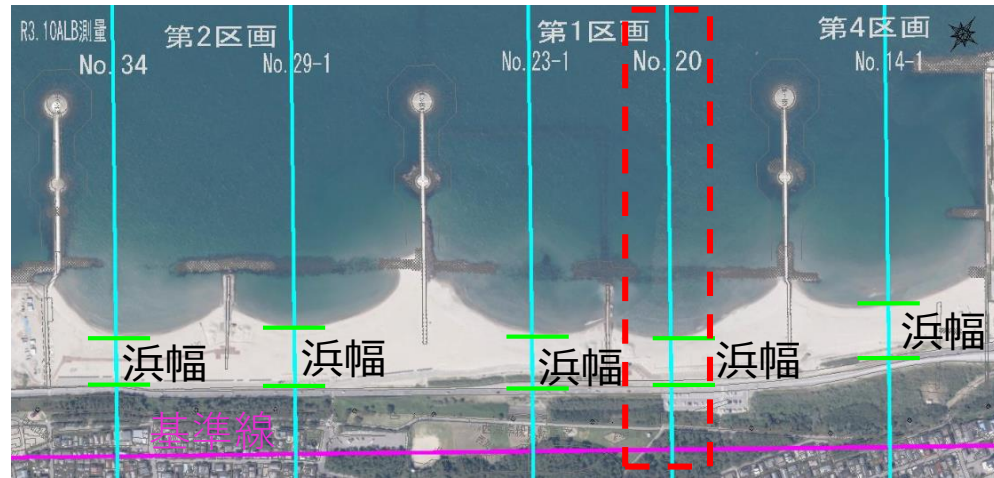 R3.10ALB測量
第2区画
第1区画
第4区画
No.34
No.29-1
No.23-1
No.20
No.14-1
浜幅
浜幅
浜幅
浜幅
浜幅
基準線